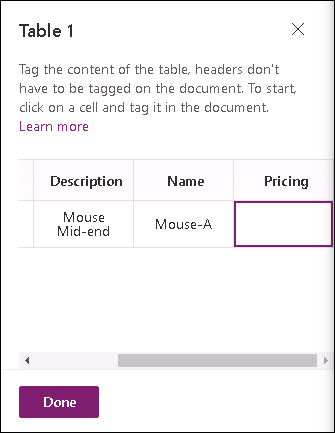 Table 1
Tag the content of the table, headers don't
have to be tagged on the document. To start,
click on a cell and tag it in the document.
Learn more
Description Name Pricing
Mouse
Mid-end
Mouse-A
Done